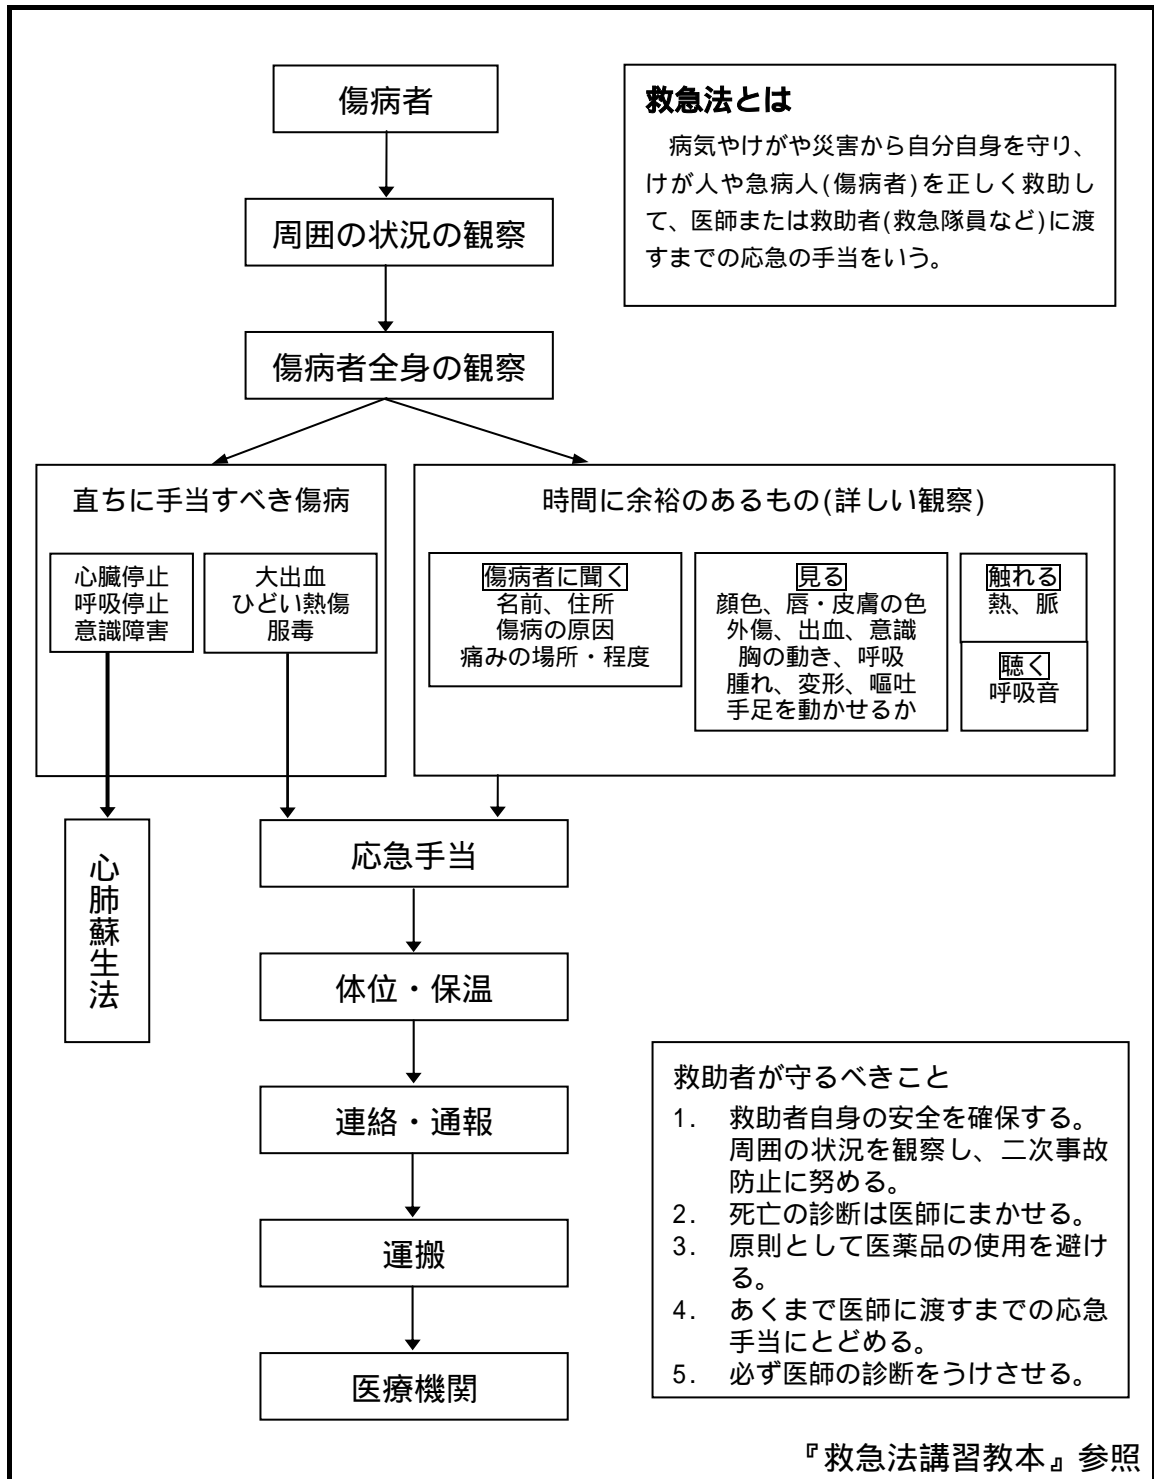 傷病者
救急法とは
病気やけがや災害から自分自身を守り、
けが人や急病人(傷病者)を正しく救助し
て、医師または救助者(救急隊員など)に渡
すまでの応急の手当をいう。
周囲の状況の観察
傷病者全身の観察
直ちに手当すべき傷病
心臓停止
呼吸停止
意識障害
大出血
ひどい熱傷
服毒
時間に余裕のあるもの(詳しい観察)
傷病者に聞く
名前、住所
傷病の原因
痛みの場所・程度
見る
顔色、唇・皮膚の色
外傷、出血、意識
胸の動き、呼吸
腫れ、変形、嘔吐
手足を動かせるか
触れる
熱、脈
聴く
呼吸音
心肺蘇生法
応急手当
体位・保温
連絡・通報
運搬
医療機関
救助者が守るべきこと
1. 救助者自身の安全を確保する。
周囲の状況を観察し、二次事故
防止に努める。
2. 死亡の診断は医師にまかせる。
3. 原則として医薬品の使用を避け
る。
4. あくまで医師に渡すまでの応急
手当にとどめる。
5. 必ず医師の診断をうけさせる。
『救急法講習教本』参照